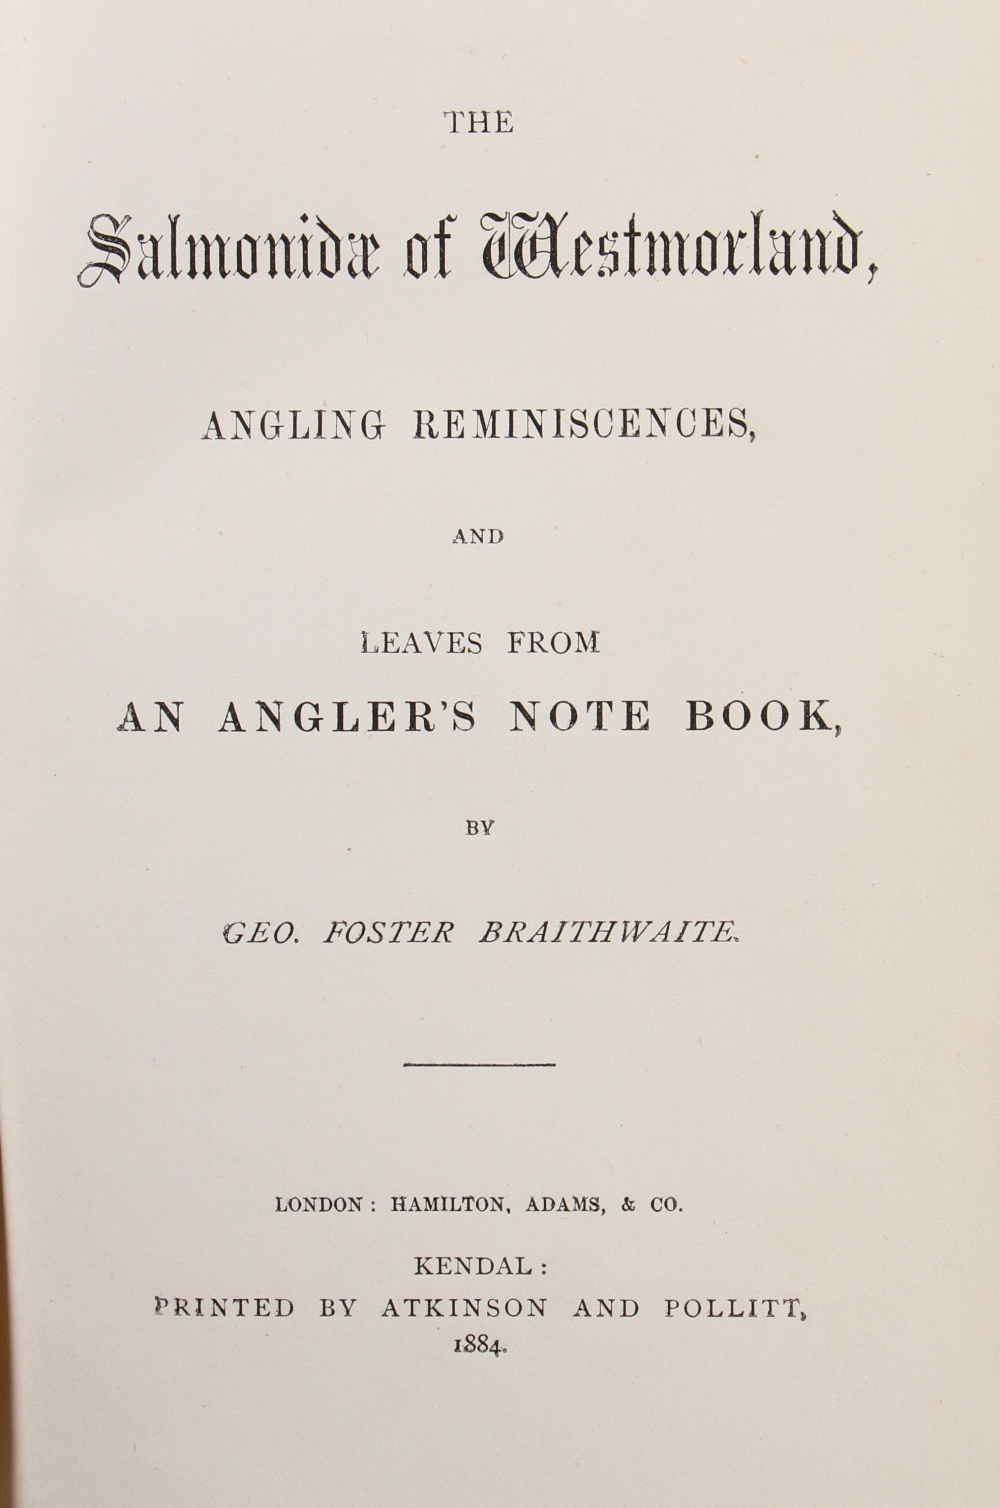 THE
Salmonidæ of Westmorland,
ANGLING REMINISCENCES,
AND
LEAVES FROM
AN ANGLER'S NOTE BOOK,
BY
GEO. FOSTER BRAITHWAITE.
LONDON: HAMILTON, ADAMS, & CO.
KENDAL:
PRINTED BY ATKINSON AND POLLITT,
1884.